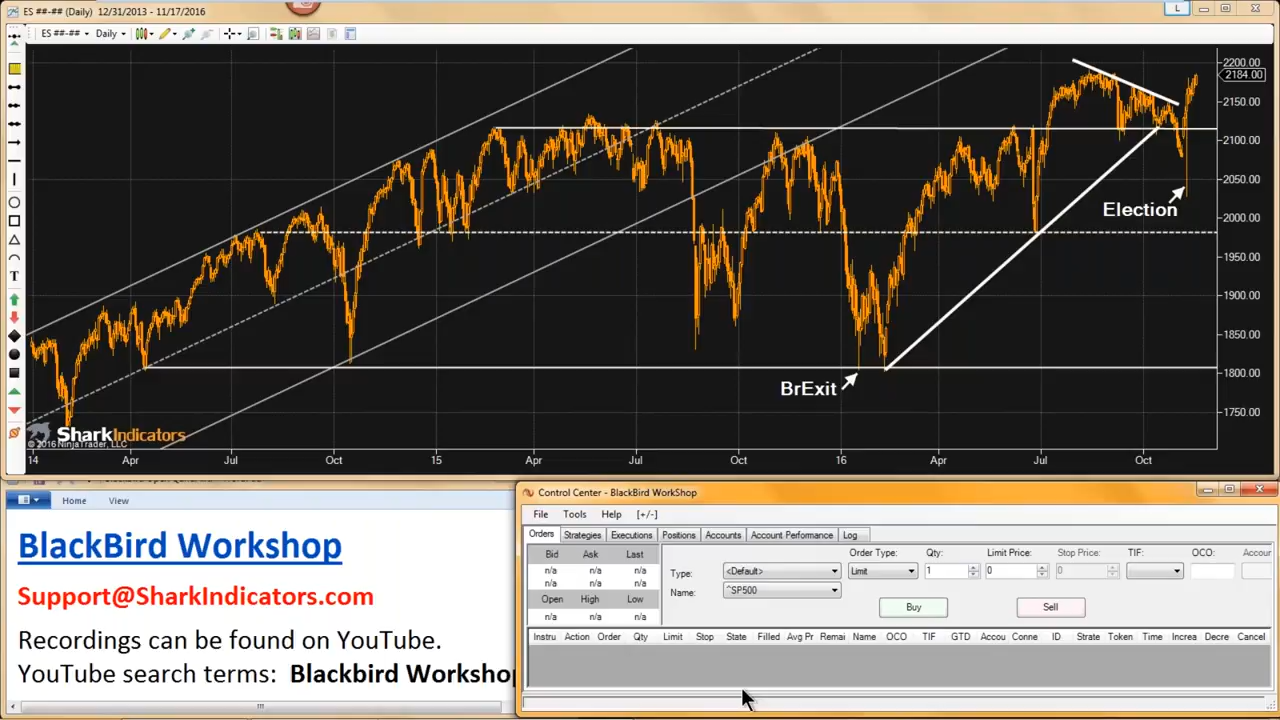 ES ##-## (Daily) 12/31/2013 - 11/17/2016
L
ES ##-## Daily
T
2200.00
2184.00
2150.00
2100.00
2050.00
2000.00
1950.00
1900.00
1850.00
1800.00
1750.00
Election
BrExit
SharkIndicators
© 2016 NinjaTrader, LLC
14 Apr Jul Oct 15 Apr Jul Oct 16 Apr Jul Oct
Home View
BlackBird Workshop
Support@SharkIndicators.com
Recordings can be found on YouTube.
YouTube search terms: Blackbird Workshop
Control Center - BlackBird WorkShop
File Tools Help [+/-]
Orders Strategies Executions Positions Accounts Account Performance Log
Bid Ask Last
n/a n/a n/a
n/a n/a n/a
Open High Low
n/a n/a n/a
Order Type: Qty: Limit Price: Stop Price: TIF: OCO: Accour
Type: <Default> Limit 1 0 0
Name: ^SP500
Buy Sell
Instru Action Order Qty Limit Stop State Filled Avg Pr Remai Name OCO TIF GTD Accou Conne ID Strate Token Time Increa Decre Cancel